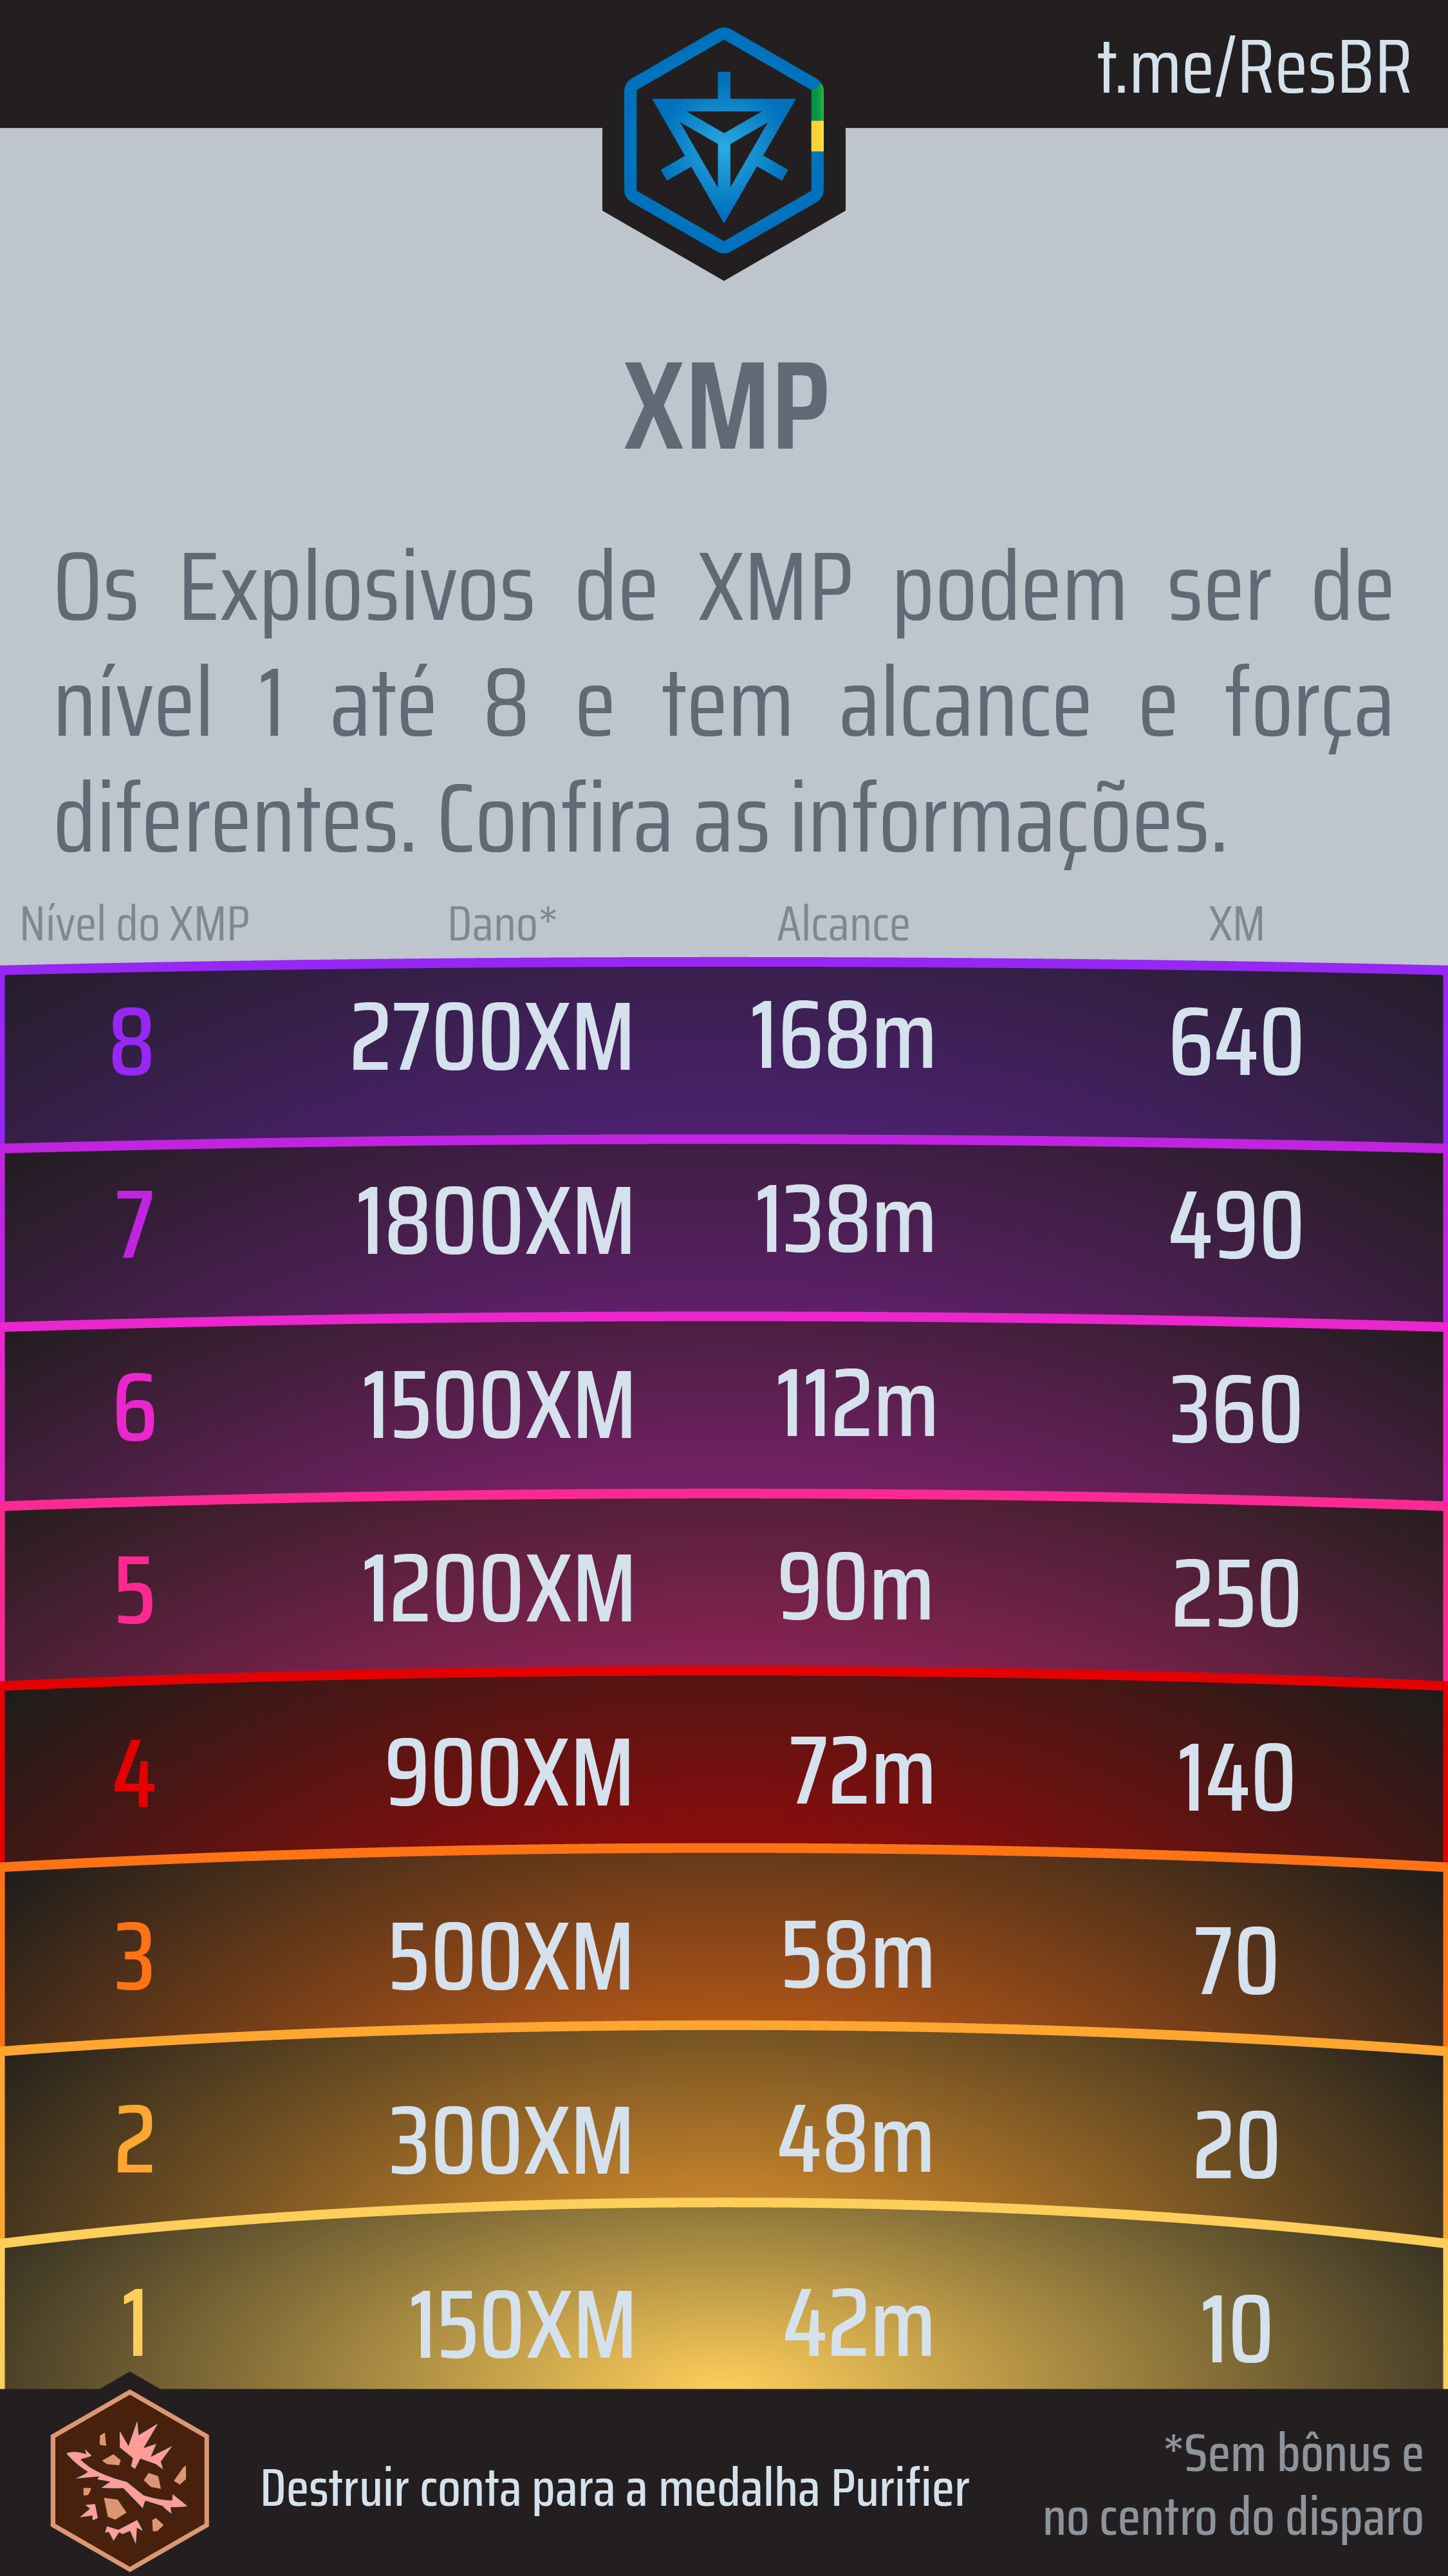 t.me/ResBR
XMP
Os Explosivos de XMP podem ser de
nível 1 até 8 e tem alcance e força
diferentes. Confira as informações.
Nível do XMP Dano* Alcance XM
8 2700XM 168m 640
7 1800XM 138m 490
6 1500XM 112m 360
5 1200XM 90m 250
4 900XM 72m 140
3 500XM 58m 70
2 300XM 48m 20
1 150XM 42m 10
Destruir conta para a medalha Purifier
*Sem bônus e
no centro do disparo